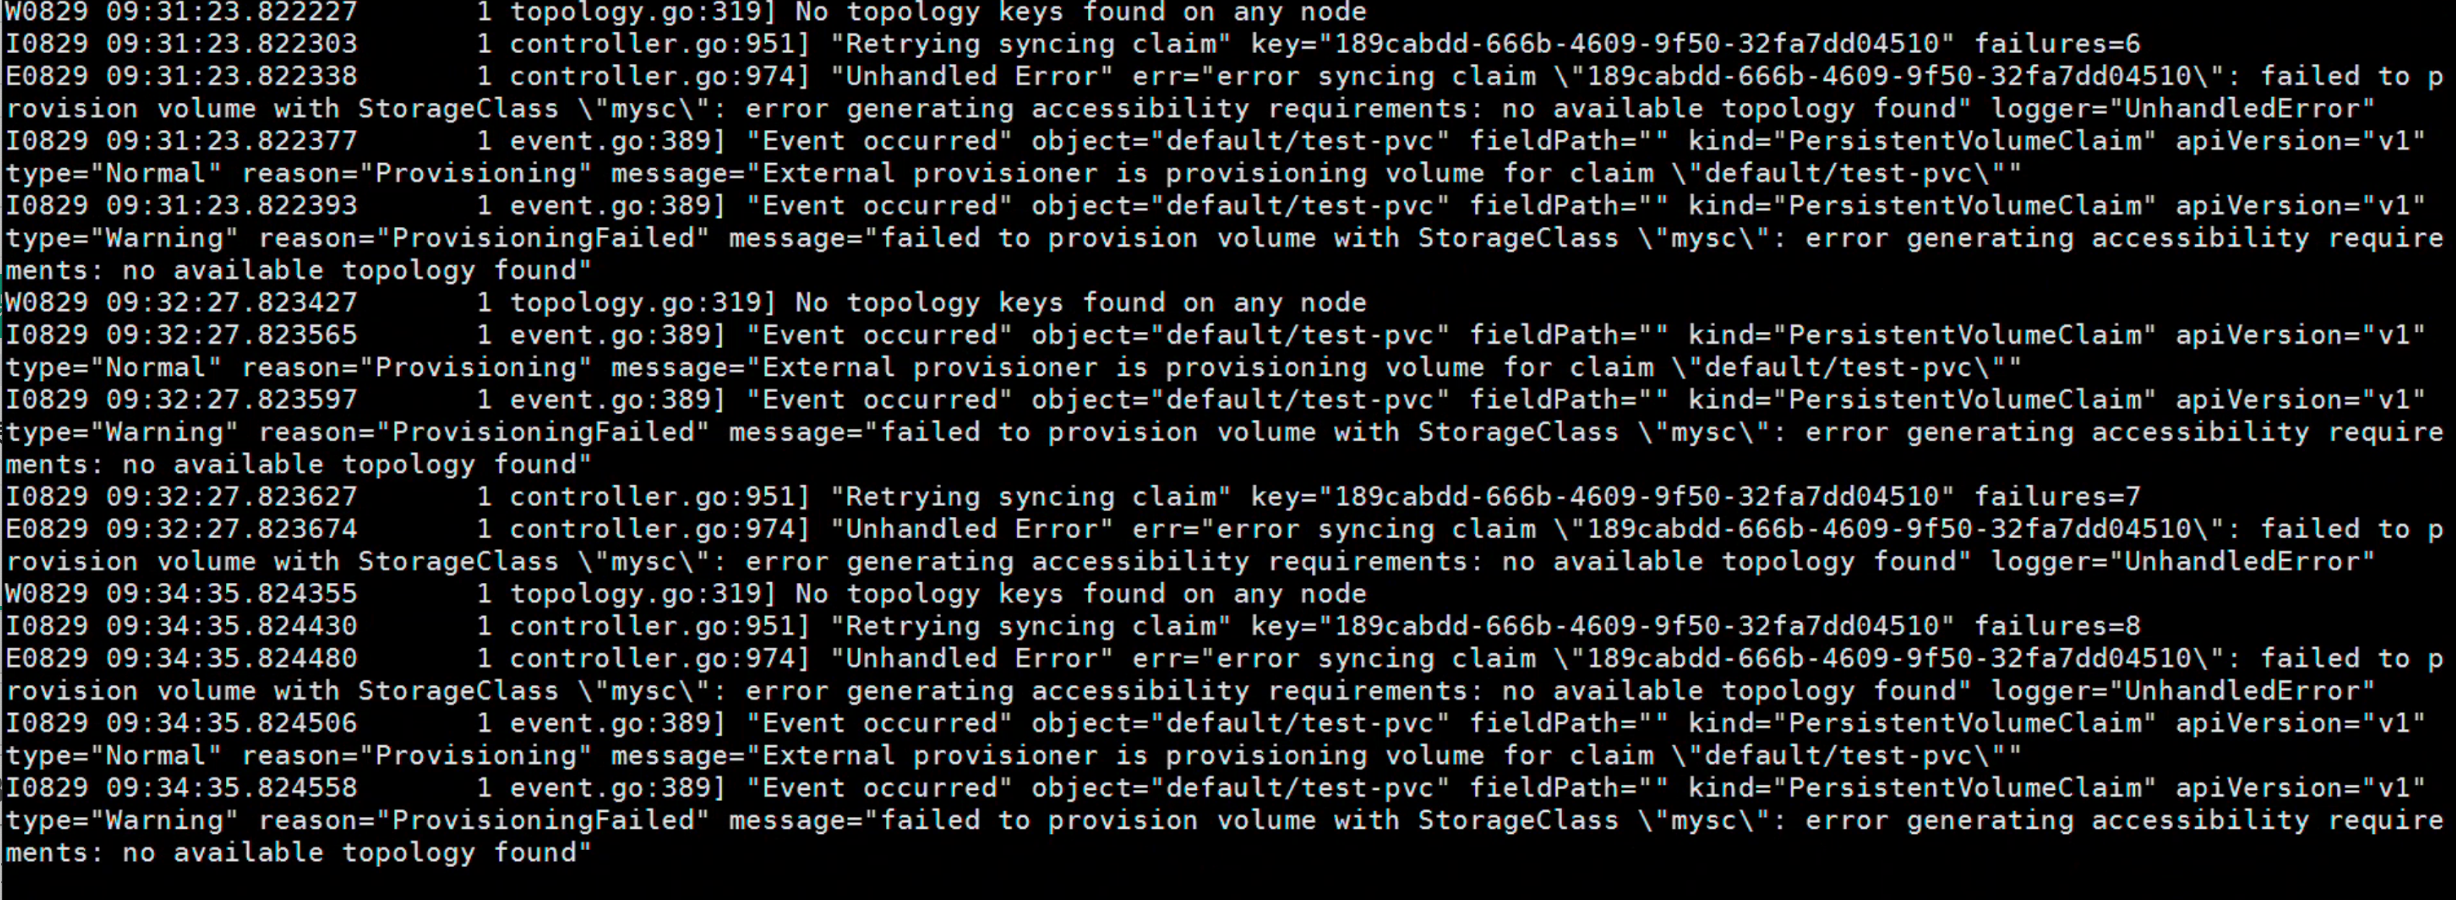 W0829 09:31:23.822227       1 topology.go:319] No topology keys found on any node
I0829 09:31:23.822303       1 controller.go:951] "Retrying syncing claim" key="189cabdd-666b-4609-9f50-32fa7dd04510" failures=6
E0829 09:31:23.822338       1 controller.go:974] "Unhandled Error" err="error syncing claim \"189cabdd-666b-4609-9f50-32fa7dd04510\": failed to p
rovision volume with StorageClass \"mysc\": error generating accessibility requirements: no available topology found" logger="UnhandledError"
I0829 09:31:23.822377       1 event.go:389] "Event occurred" object="default/test-pvc" fieldPath="" kind="PersistentVolumeClaim" apiVersion="v1"
type="Normal" reason="Provisioning" message="External provisioner is provisioning volume for claim \"default/test-pvc\""
I0829 09:31:23.822393       1 event.go:389] "Event occurred" object="default/test-pvc" fieldPath="" kind="PersistentVolumeClaim" apiVersion="v1"
type="Warning" reason="ProvisioningFailed" message="failed to provision volume with StorageClass \"mysc\": error generating accessibility require
ments: no available topology found"
W0829 09:32:27.823427       1 topology.go:319] No topology keys found on any node
I0829 09:32:27.823565       1 event.go:389] "Event occurred" object="default/test-pvc" fieldPath="" kind="PersistentVolumeClaim" apiVersion="v1"
type="Normal" reason="Provisioning" message="External provisioner is provisioning volume for claim \"default/test-pvc\""
I0829 09:32:27.823597       1 event.go:389] "Event occurred" object="default/test-pvc" fieldPath="" kind="PersistentVolumeClaim" apiVersion="v1"
type="Warning" reason="ProvisioningFailed" message="failed to provision volume with StorageClass \"mysc\": error generating accessibility require
ments: no available topology found"
I0829 09:32:27.823627       1 controller.go:951] "Retrying syncing claim" key="189cabdd-666b-4609-9f50-32fa7dd04510" failures=7
E0829 09:32:27.823674       1 controller.go:974] "Unhandled Error" err="error syncing claim \"189cabdd-666b-4609-9f50-32fa7dd04510\": failed to p
rovision volume with StorageClass \"mysc\": error generating accessibility requirements: no available topology found" logger="UnhandledError"
W0829 09:34:35.824355       1 topology.go:319] No topology keys found on any node
I0829 09:34:35.824430       1 controller.go:951] "Retrying syncing claim" key="189cabdd-666b-4609-9f50-32fa7dd04510" failures=8
E0829 09:34:35.824480       1 controller.go:974] "Unhandled Error" err="error syncing claim \"189cabdd-666b-4609-9f50-32fa7dd04510\": failed to p
rovision volume with StorageClass \"mysc\": error generating accessibility requirements: no available topology found" logger="UnhandledError"
I0829 09:34:35.824506       1 event.go:389] "Event occurred" object="default/test-pvc" fieldPath="" kind="PersistentVolumeClaim" apiVersion="v1"
type="Normal" reason="Provisioning" message="External provisioner is provisioning volume for claim \"default/test-pvc\""
I0829 09:34:35.824558       1 event.go:389] "Event occurred" object="default/test-pvc" fieldPath="" kind="PersistentVolumeClaim" apiVersion="v1"
type="Warning" reason="ProvisioningFailed" message="failed to provision volume with StorageClass \"mysc\": error generating accessibility require
ments: no available topology found"